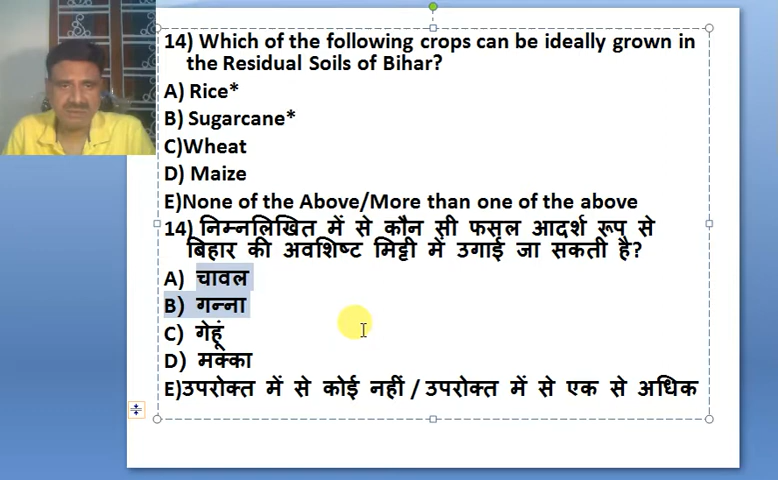 14) Which of the following crops can be ideally grown in
the Residual Soils of Bihar?
A) Rice*
B) Sugarcane*
C)Wheat
D) Maize
E)None of the Above/More than one of the above
14) निम्नलिखित में से कौन सी फसल आदर्श रूप से
बिहार की अवशिष्ट मिट्टी में उगाई जा सकती है?
A) चावल
B) गन्ना
C) गेहूं
D) मक्का
E)उपरोक्त में से कोई नहीं / उपरोक्त में से एक से अधिक